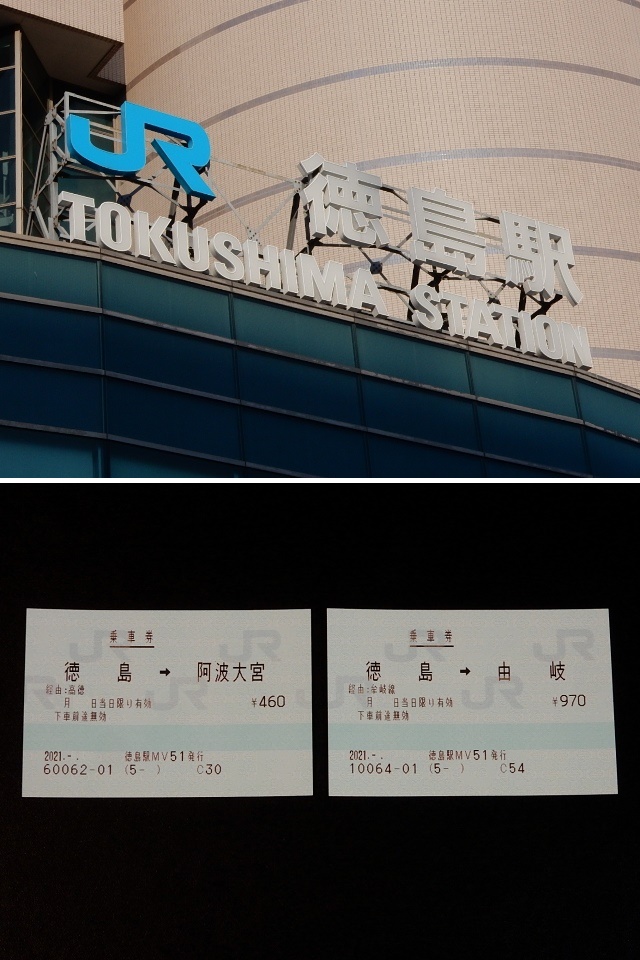 JR 徳島駅
TOKUSHIMA STATION
乗車券
徳島 → 阿波大宮
経由:高徳
月 日当日限り有効 ¥460
下車前途無効
2021.-. 徳島駅MV51発行
60062-01 (5- ) C30
乗車券
徳島 → 由岐
経由:牟岐線
月 日当日限り有効 ¥970
下車前途無効
2021.-. 徳島駅MV51発行
10064-01 (5- ) C54